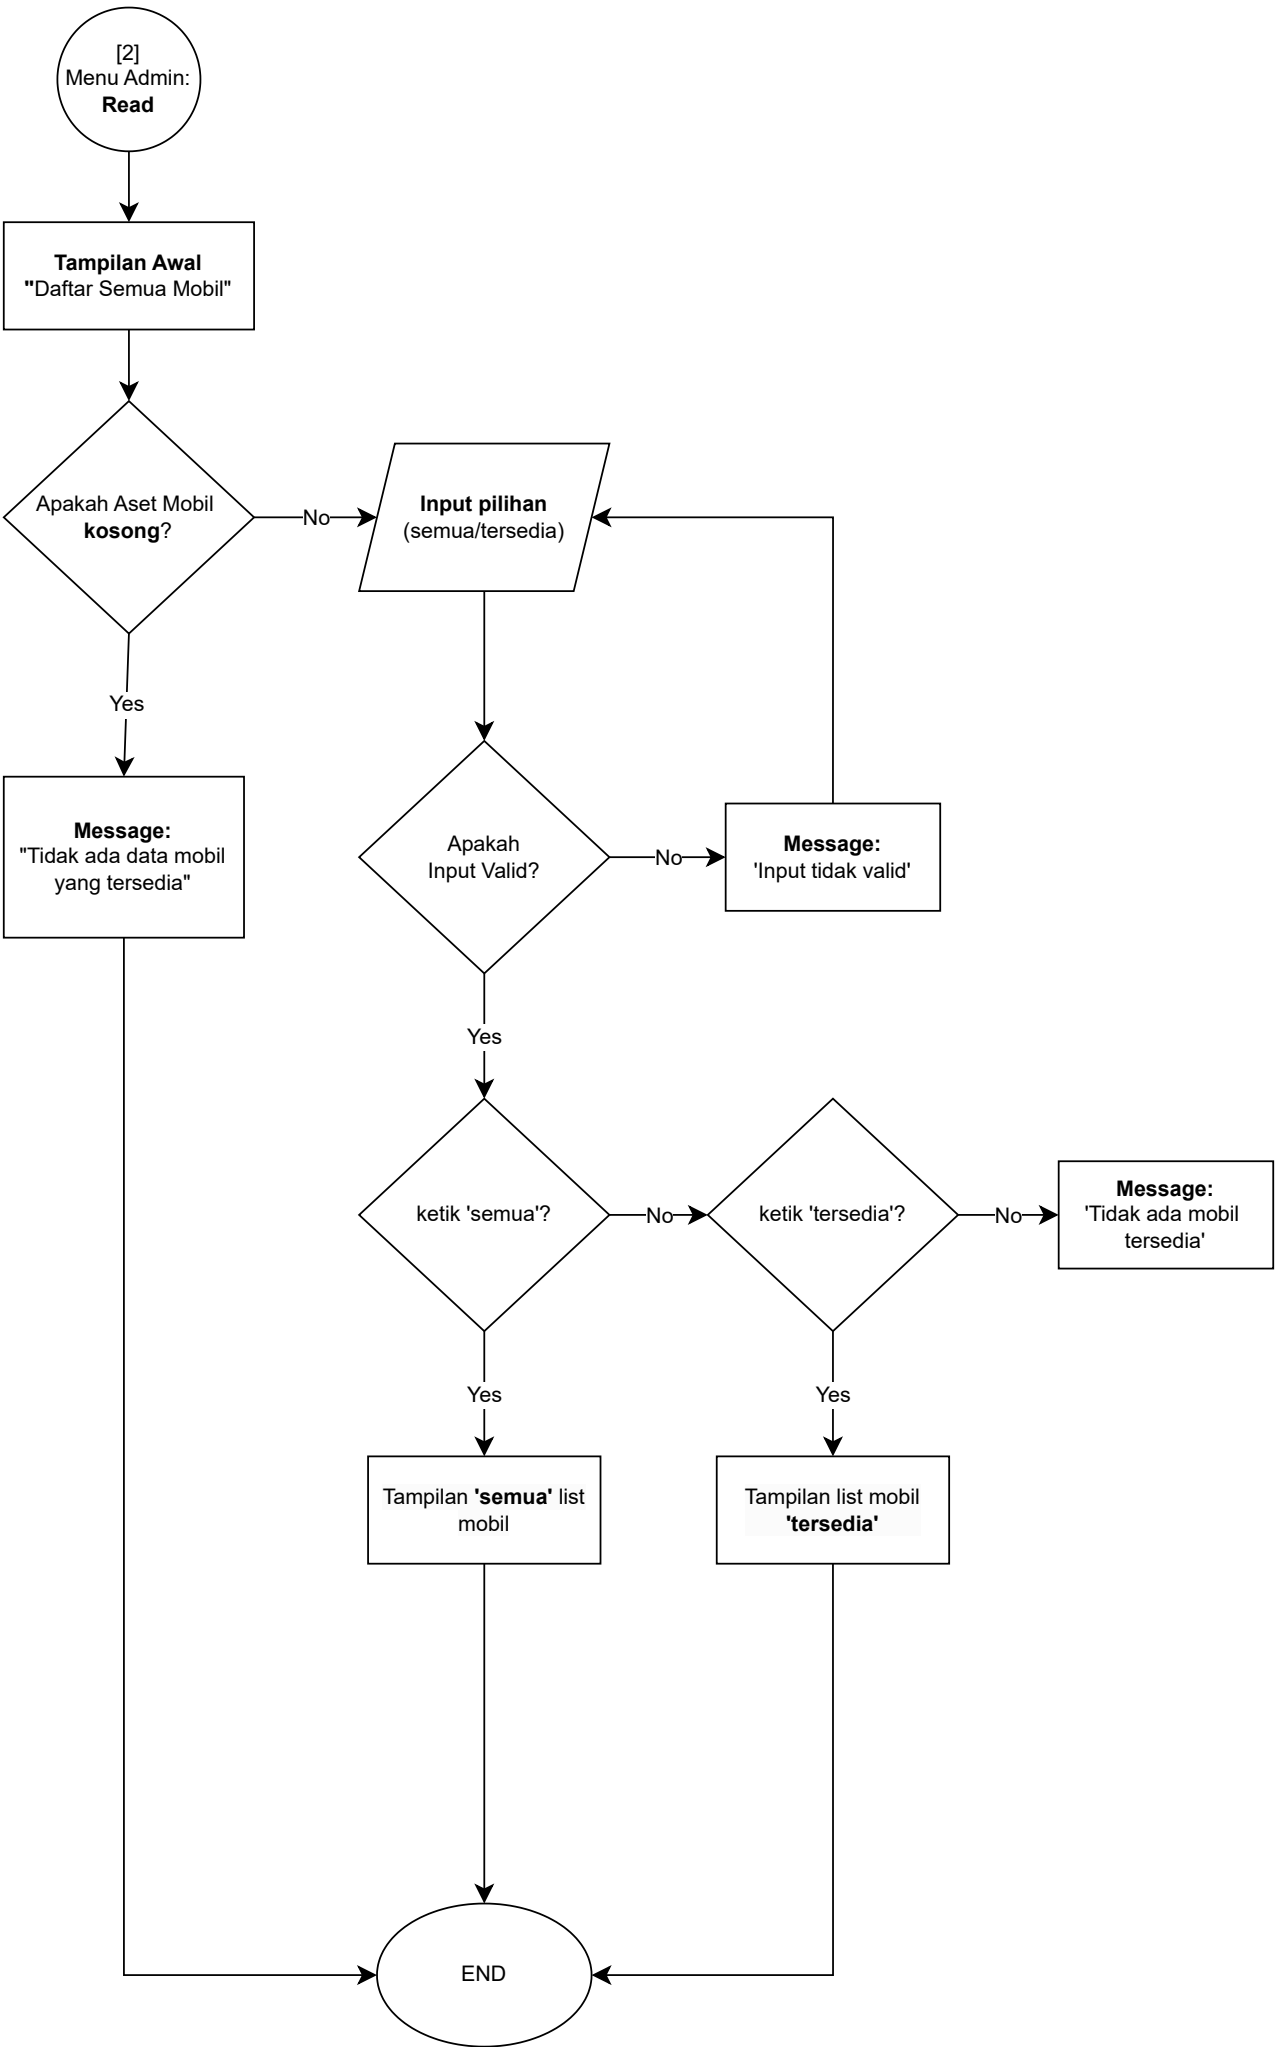 [2]
Menu Admin:
Read
Tampilan Awal
"Daftar Semua Mobil"
Apakah Aset Mobil
kosong?
No
Input pilihan
(semua/tersedia)
Yes
Message:
"Tidak ada data mobil
yang tersedia"
Apakah
Input Valid?
No
Message:
'Input tidak valid'
Yes
ketik 'semua'?
No
ketik 'tersedia'?
No
Message:
'Tidak ada mobil
tersedia'
Yes
Yes
Tampilan 'semua' list
mobil
Tampilan list mobil
'tersedia'
END